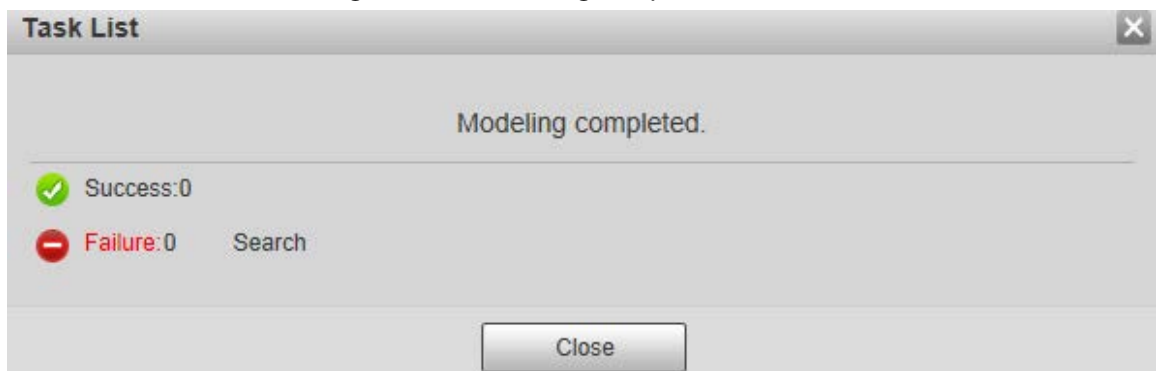 Task List
Modeling completed.
Success:0
Failure:0 Search
Close